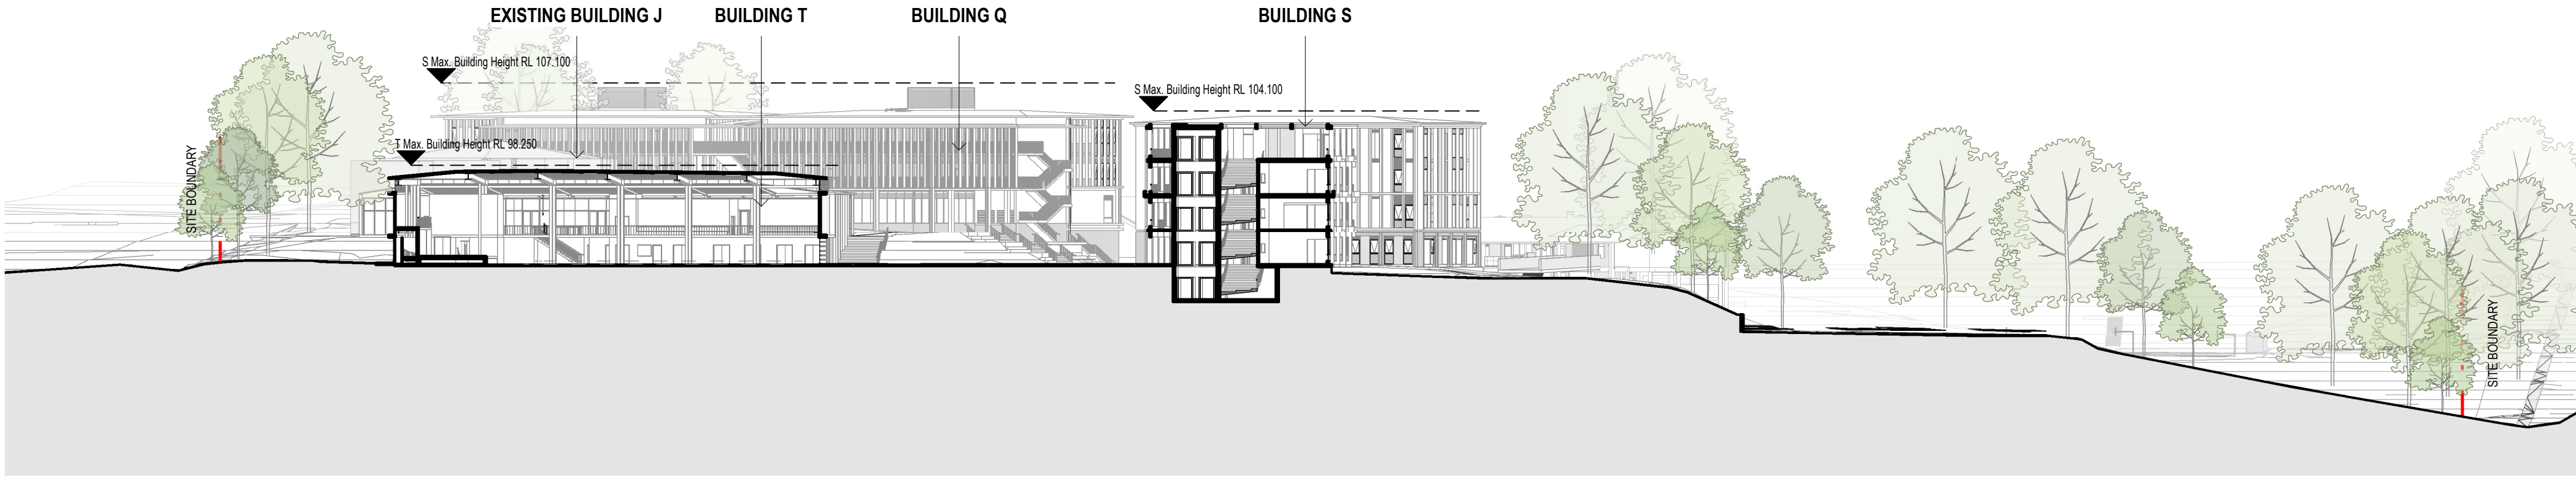 EXISTING BUILDING J
BUILDING T
BUILDING Q
BUILDING S
S Max. Building Height RL 107.100
S Max. Building Height RL 104.100
T Max. Building Height RL 98.250
SITE BOUNDARY
SITE BOUNDARY